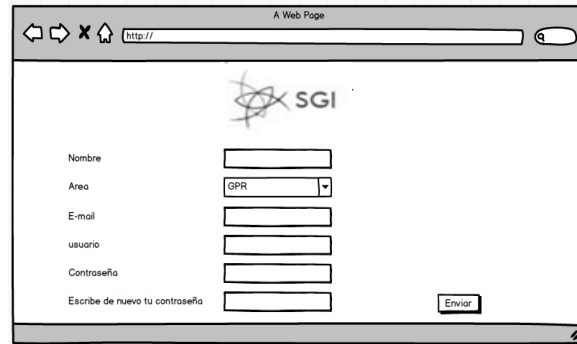 A Web Page
http://
SGI
Nombre
Area
GPR
E-mail
usuario
Contraseña
Escribe de nuevo tu contraseña
Enviar